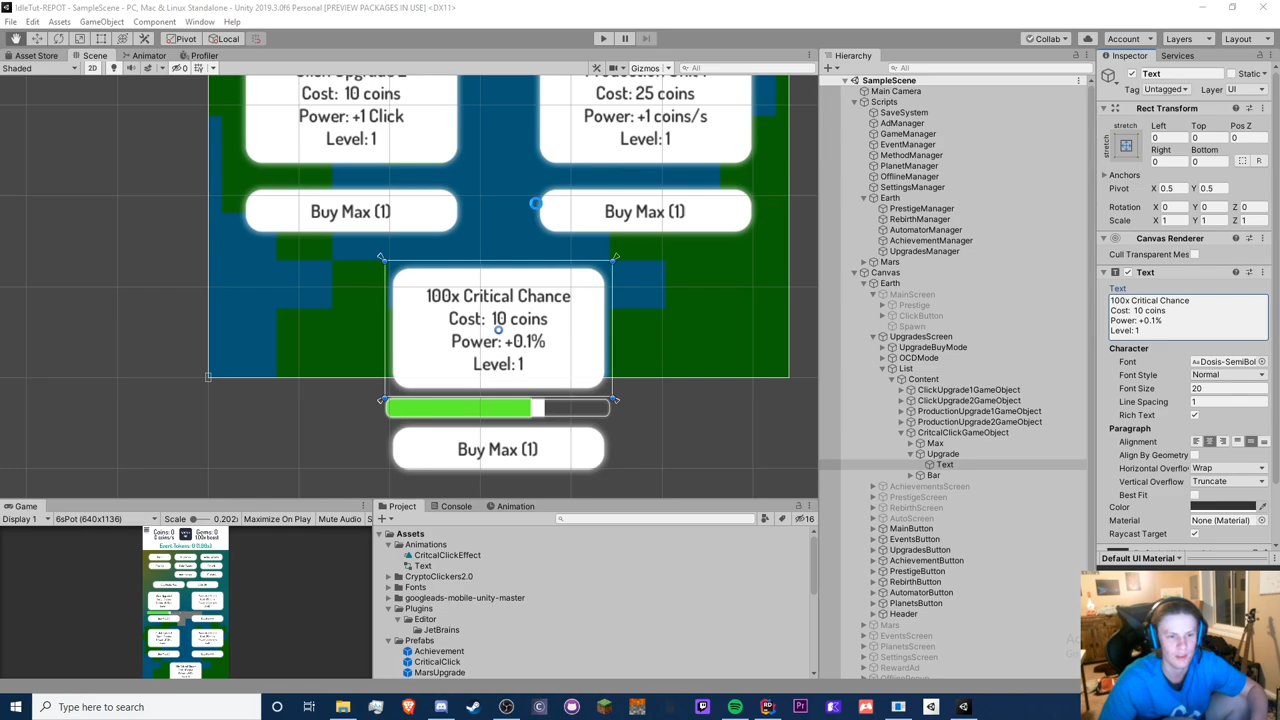 IdleTut-REPOT - SampleScene - PC, Mac & Linux Standalone - Unity 2019.3.0f6 Personal [PREVIEW PACKAGES IN USE] <DX11>
File Edit Assets GameObject Component Window Help
Pivot Local Collab Account Layers Layout
Asset Store Scene Animator Profiler
Shaded 2D 0 Gizmos All
Cost: 10 coins
Power: +1 Click
Level: 1
Cost: 25 coins
Power: +1 coins/s
Level: 1
Buy Max (1)
Buy Max (1)
100x Critical Chance
Cost: 10 coins
Power: +0.1%
Level: 1
Buy Max (1)
Game
Display 1 6sPot (640x1136) Scale 0.202 Maximize On Play Mute Audio
Coins: 0
Gems: 0
Project Console Animation
16
Assets
Animations
CritcalClickEffect
Text
CryptoClickers2.0
Fonts
googleads-mobile-unity-master
Plugins
Editor
JetBrains
Prefabs
Achievement
CriticalClick
MarsUpgrade
Hierarchy
All
SampleScene
Main Camera
Scripts
SaveSystem
AdManager
GameManager
EventManager
MethodManager
PlanetManager
OfflineManager
SettingsManager
Earth
PrestigeManager
RebirthManager
AutomatorManager
AchievementManager
UpgradesManager
Mars
Canvas
Earth
MainScreen
Prestige
ClickButton
Spawn
UpgradesScreen
UpgradeBuyMode
OCDMode
List
Content
ClickUpgrade1GameObject
ClickUpgrade2GameObject
ProductionUpgrade1GameObject
ProductionUpgrade2GameObject
CritcalClickGameObject
Max
Upgrade
Text
Bar
AchievementsScreen
PrestigeScreen
RebirthScreen
AutoScreen
MainButton
EventsButton
UpgradesButton
AchievementButton
PrestigeButton
RebirthButton
AutomatorButton
PlanetsButton
Header
Mars
EventsScreen
PlanetsScreen
SettingsScreen
RewardAd
Inspector Services
Text Static
Tag Untagged Layer UI
Rect Transform
stretch Left Top Pos Z
stretch 0 0 0
Right Bottom
0 0 R
Anchors
Pivot X 0.5 Y 0.5
Rotation X 0 Y 0 Z 0
Scale X 1 Y 1 Z 1
Canvas Renderer
Cull Transparent Mes
Text
Text
100x Critical Chance
Cost: 10 coins
Power: +0.1%
Level: 1
Character
Font Dosis-SemiBol
Font Style Normal
Font Size 20
Line Spacing 1
Rich Text
Paragraph
Alignment
Align By Geometry
Horizontal Overflo Wrap
Vertical Overflow Truncate
Best Fit
Color
Material None (Material)
Raycast Target
Default UI Material
Type here to search